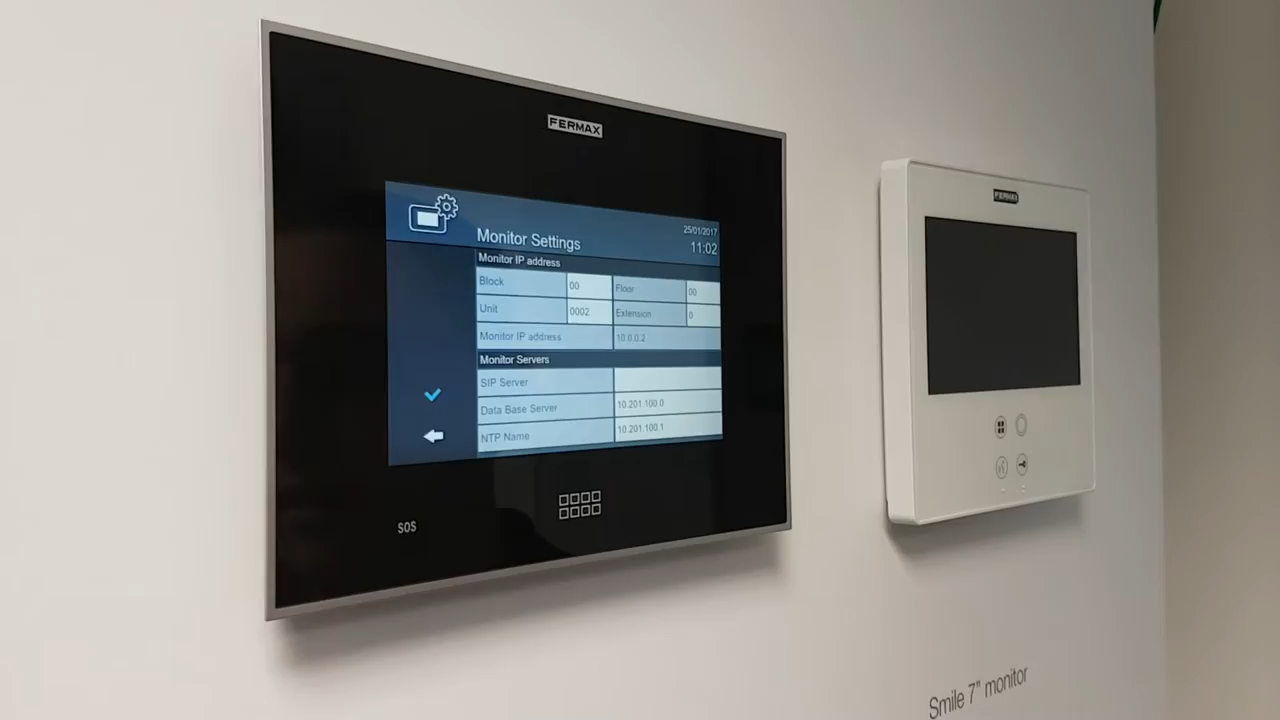 FERMAX
Monitor Settings
25/01/2017
11:02
Monitor IP address
Block 00 Floor 00
Unit 0002 Extension 0
Monitor IP address 10.0.0.2
Monitor Servers
SIP Server
Data Base Server 10.201.100.0
NTP Name 10.201.100.1
SOS
FERMAX
Smile 7" monitor